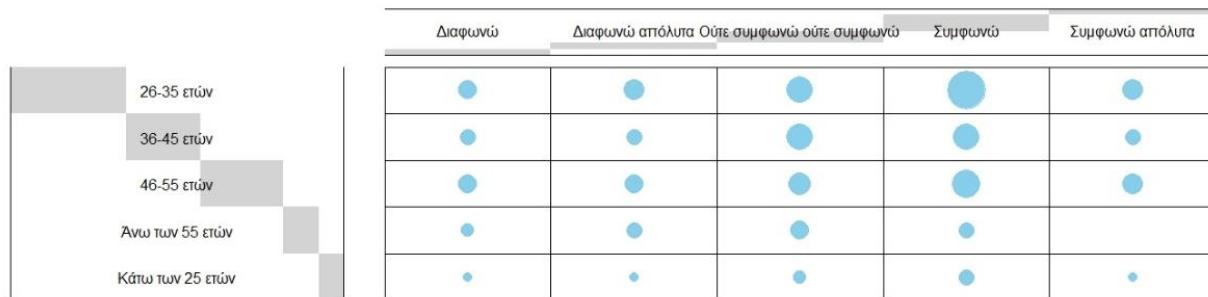 Διαφωνώ Διαφωνώ απόλυτα Ούτε συμφωνώ ούτε συμφωνώ Συμφωνώ Συμφωνώ απόλυτα
26-35 ετών
36-45 ετών
46-55 ετών
Άνω των 55 ετών
Κάτω των 25 ετών